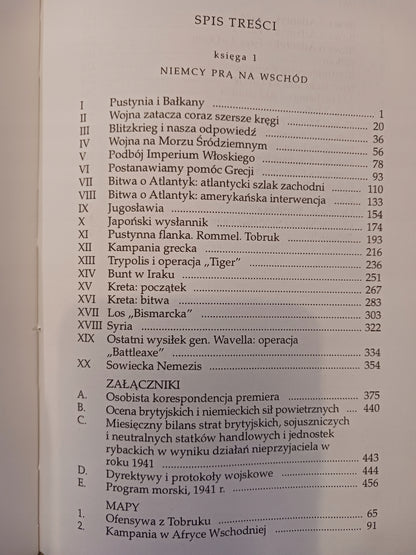 SPIS TREŚCI
księga 1
NIEMCY PRĄ NA WSCHÓD
I Pustynia i Bałkany 1
II Wojna zatacza coraz szersze kręgi 20
III Blitzkrieg i nasza odpowiedź 36
IV Wojna na Morzu Śródziemnym 56
V Podbój Imperium Włoskiego 78
VI Postanawiamy pomóc Grecji 93
VII Bitwa o Atlantyk: atlantycki szlak zachodni 110
VIII Bitwa o Atlantyk: amerykańska interwencja 133
IX Jugosławia 154
X Japoński wysłannik 174
XI Pustynna flanka. Rommel. Tobruk 193
XII Kampania grecka 216
XIII Trypolis i operacja „Tiger" 236
XIV Bunt w Iraku 251
XV Kreta: początek 267
XVI Kreta: bitwa 283
XVII Los „Bismarcka" 303
XVIII Syria 322
XIX Ostatni wysiłek gen. Wavella: operacja
„Battleaxe" 334
XX Sowiecka Nemezis 354
ZAŁĄCZNIKI
A. Osobista korespondencja premiera 375
B. Ocena brytyjskich i niemieckich sił powietrznych 440
C. Miesięczny bilans strat brytyjskich, sojuszniczych
i neutralnych statków handlowych i jednostek
rybackich w wyniku działań nieprzyjaciela w
roku 1941 443
D. Dyrektywy i protokoły wojskowe 444
E. Program morski, 1941 r. 456
MAPY
1. Ofensywa z Tobruku 65
2. Kampania w Afryce Wschodniej 91